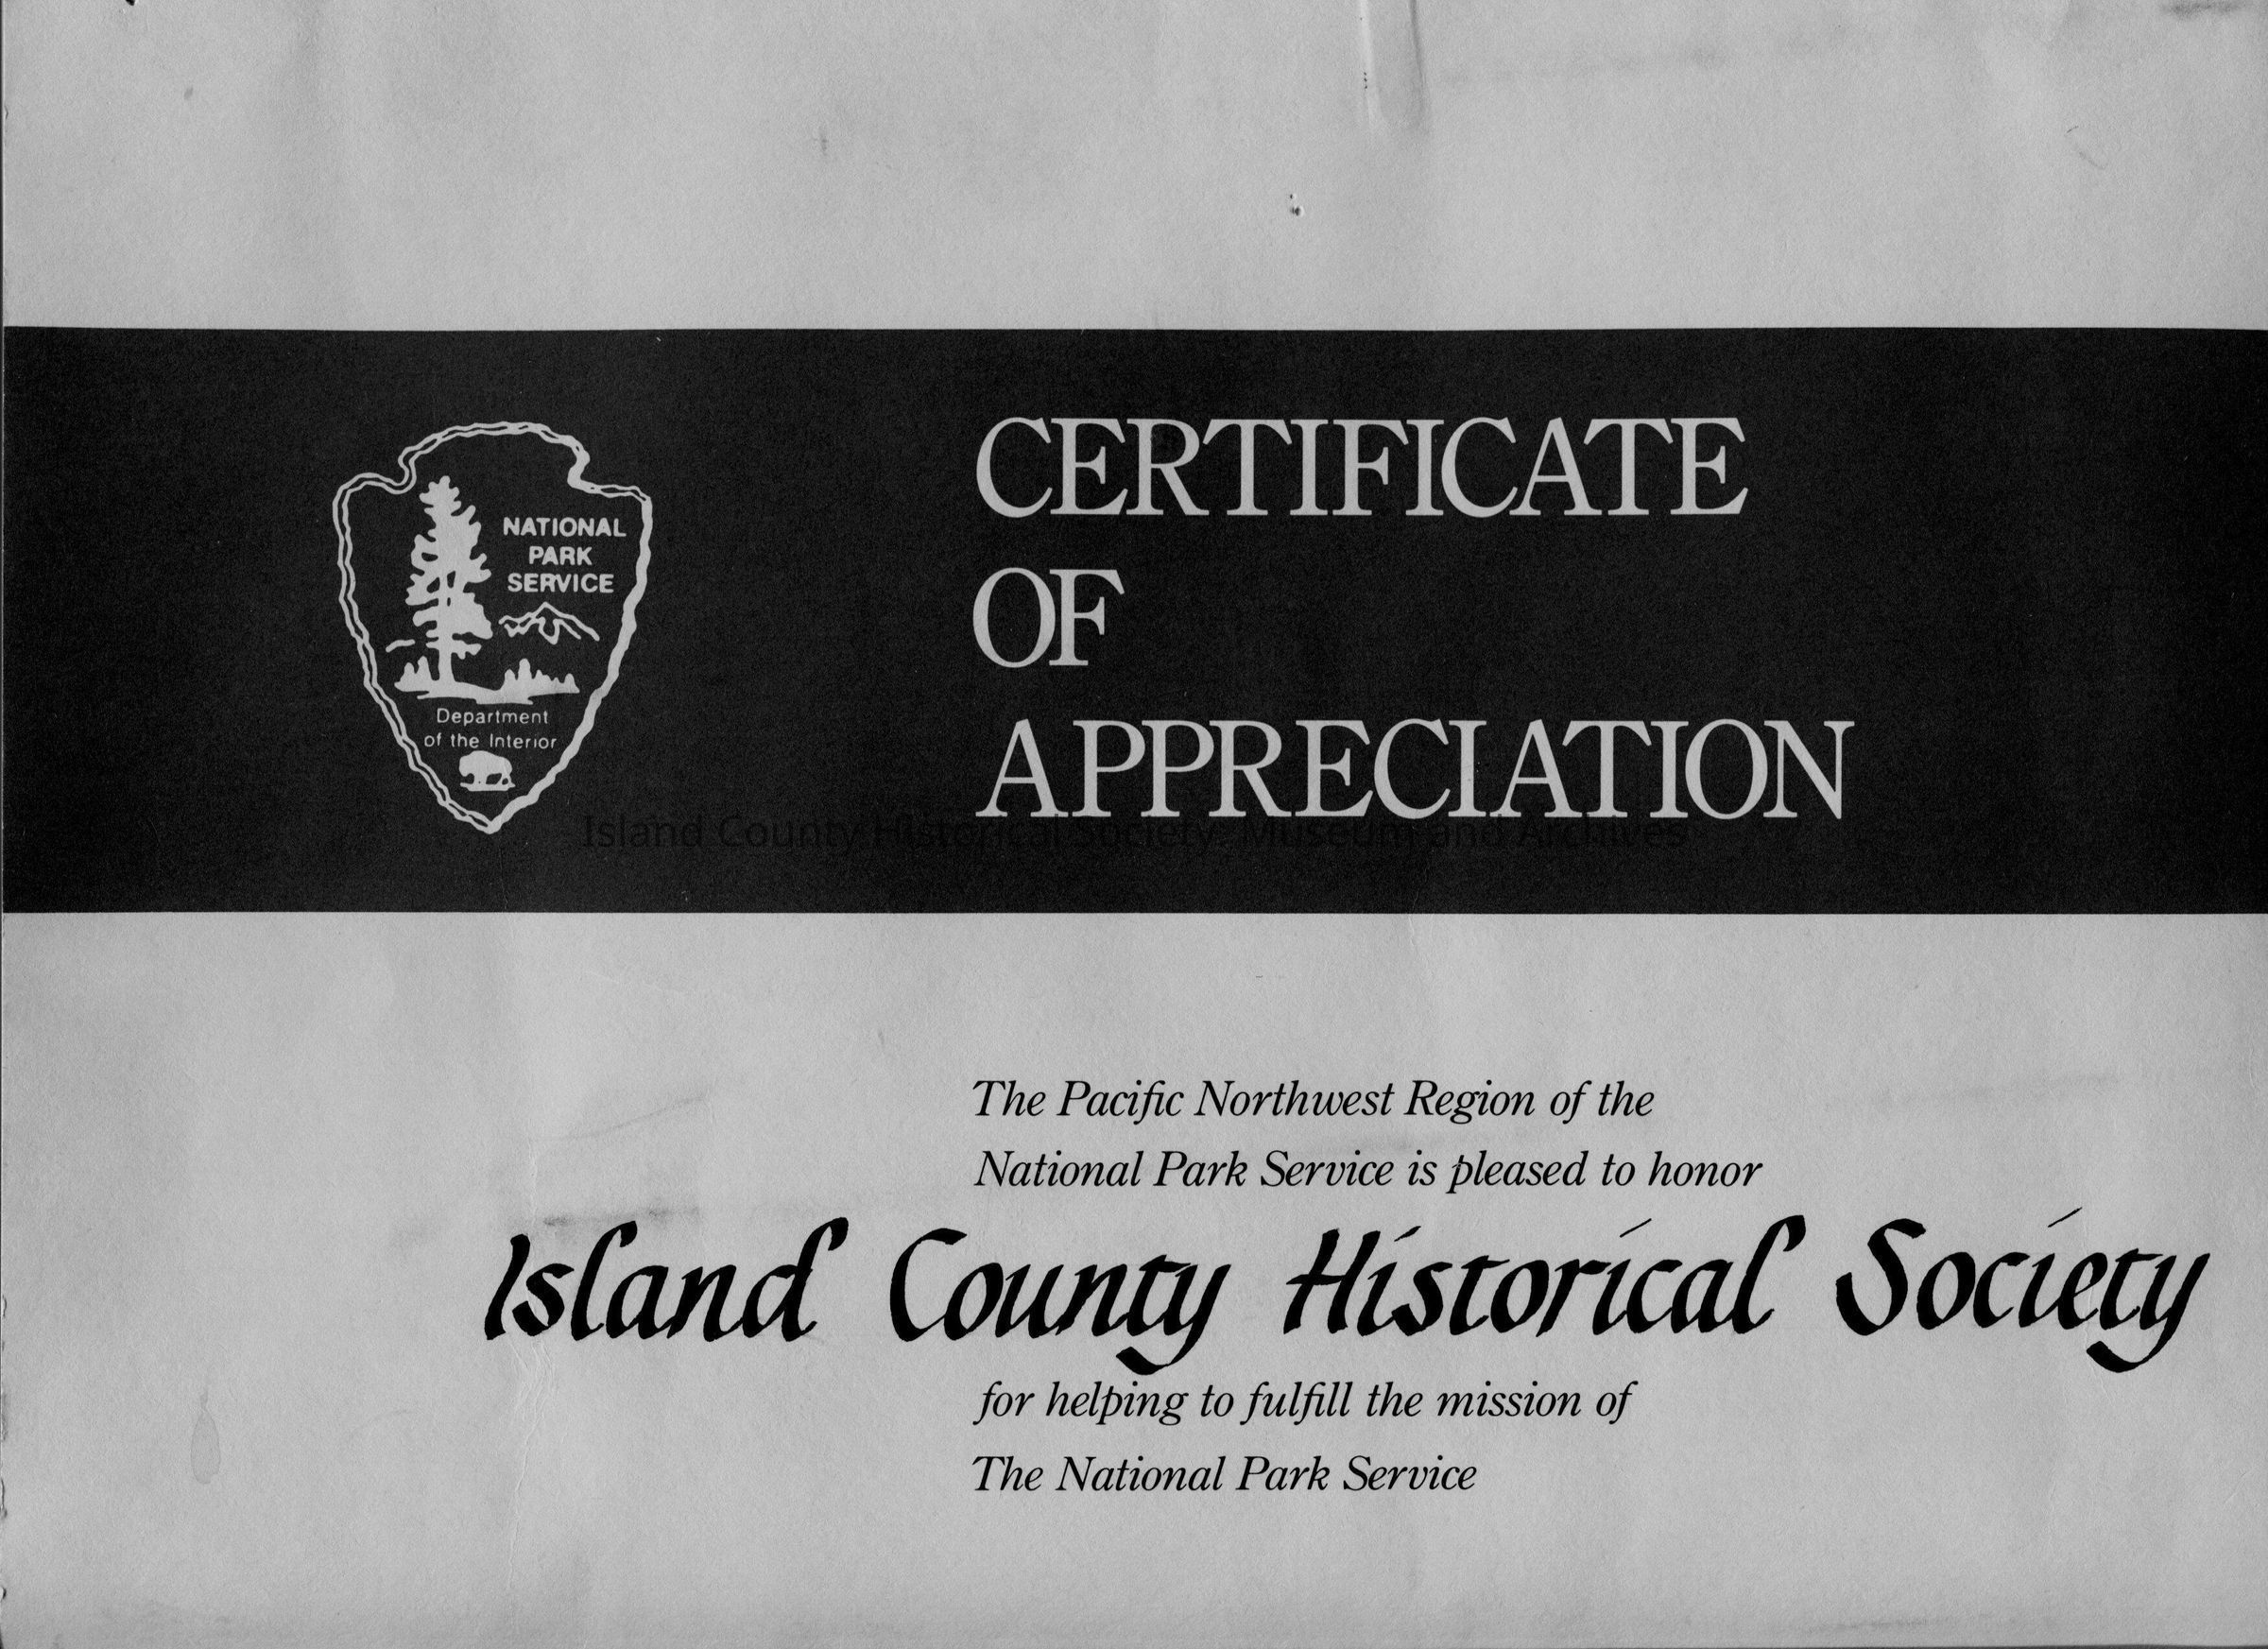 NATIONAL
PARK
SERVICE
Department
of the Interior
CERTIFICATE
OF
APPRECIATION
Island County Historical Society: Museum and Archives
The Pacific Northwest Region of the
National Park Service is pleased to honor
Island County Historical Society
for helping to fulfill the mission of
The National Park Service